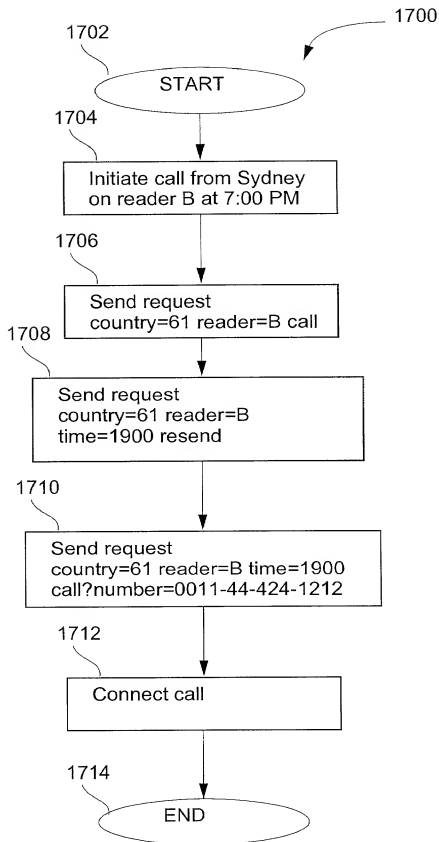 1700
1702
START
1704
Initiate call from Sydney
on reader B at 7:00 PM
1706
Send request
country=61 reader=B call
1708
Send request
country=61 reader=B
time=1900 resend
1710
Send request
country=61 reader=B time=1900
call?number=0011-44-424-1212
1712
Connect call
1714
END